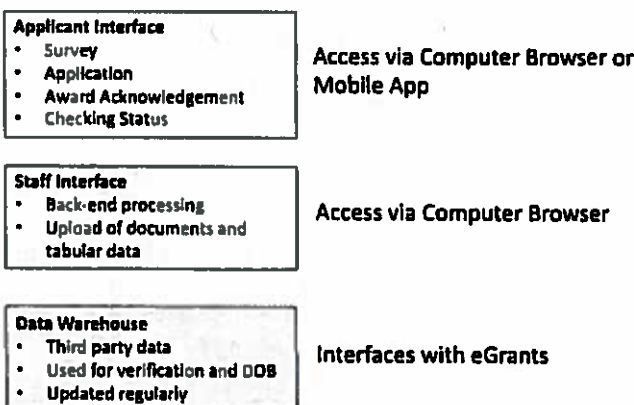 Applicant Interface
• Survey
• Application
• Award Acknowledgement
• Checking Status
Access via Computer Browser or
Mobile App
Staff Interface
• Back-end processing
• Upload of documents and
tabular data
Access via Computer Browser
Data Warehouse
• Third party data
• Used for verification and DOB
• Updated regularly
Interfaces with eGrants